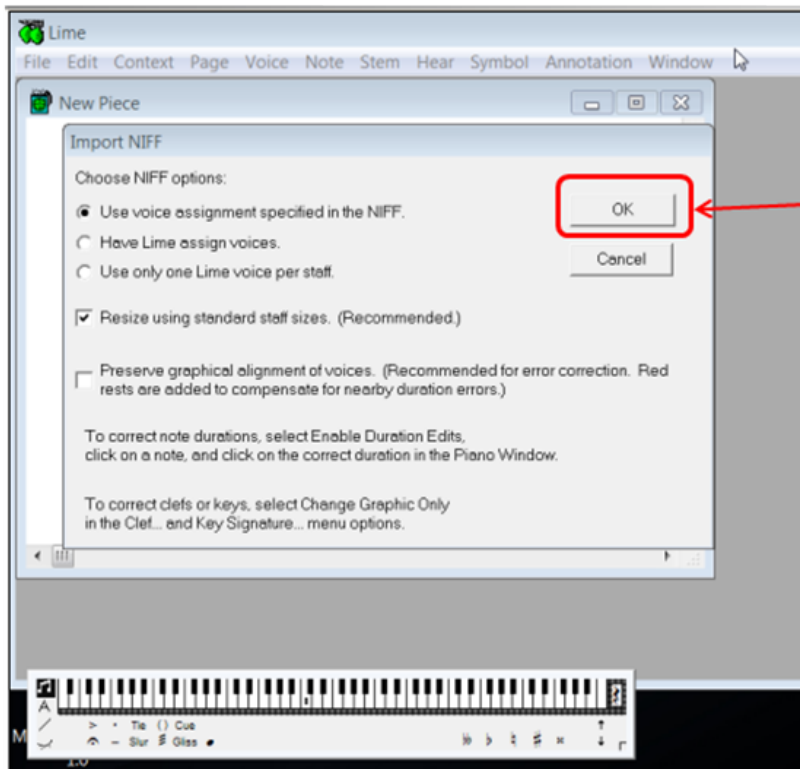 Lime
File Edit Context Page Voice Note Stem Hear Symbol Annotation Window
New Piece
Import NIFF
Choose NIFF options:
Use voice assignment specified in the NIFF.
OK
Have Lime assign voices.
Cancel
Use only one Lime voice per staff.
Resize using standard staff sizes. (Recommended.)
Preserve graphical alignment of voices. (Recommended for error correction. Red
rests are added to compensate for nearby duration errors.)
To correct note durations, select Enable Duration Edits,
click on a note, and click on the correct duration in the Piano Window.
To correct clefs or keys, select Change Graphic Only
in the Clef... and Key Signature... menu options.
A
> · Tie () Cue
– Slur Gliss
M
1.0